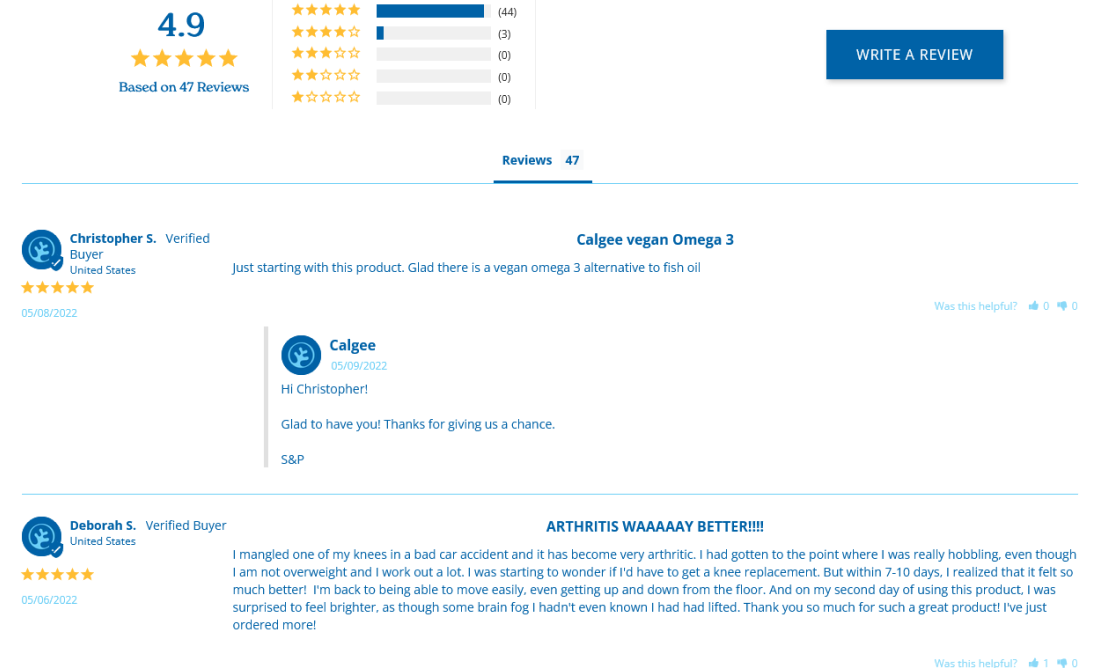 4.9
Based on 47 Reviews
(44)
(3)
(0)
(0)
(0)
WRITE A REVIEW
Reviews 47
Christopher S. Verified
Buyer
United States
05/08/2022
Calgee vegan Omega 3
Just starting with this product. Glad there is a vegan omega 3 alternative to fish oil
Was this helpful? 0 0
Calgee
05/09/2022
Hi Christopher!
Glad to have you! Thanks for giving us a chance.
S&P
Deborah S. Verified Buyer
United States
05/06/2022
ARTHRITIS WAAAAAY BETTER!!!!
I mangled one of my knees in a bad car accident and it has become very arthritic. I had gotten to the point where I was really hobbling, even though
I am not overweight and I work out a lot. I was starting to wonder if I'd have to get a knee replacement. But within 7-10 days, I realized that it felt so
much better!  I'm back to being able to move easily, even getting up and down from the floor. And on my second day of using this product, I was
surprised to feel brighter, as though some brain fog I hadn't even known I had had lifted. Thank you so much for such a great product! I've just
ordered more!
Was this helpful? 1 0